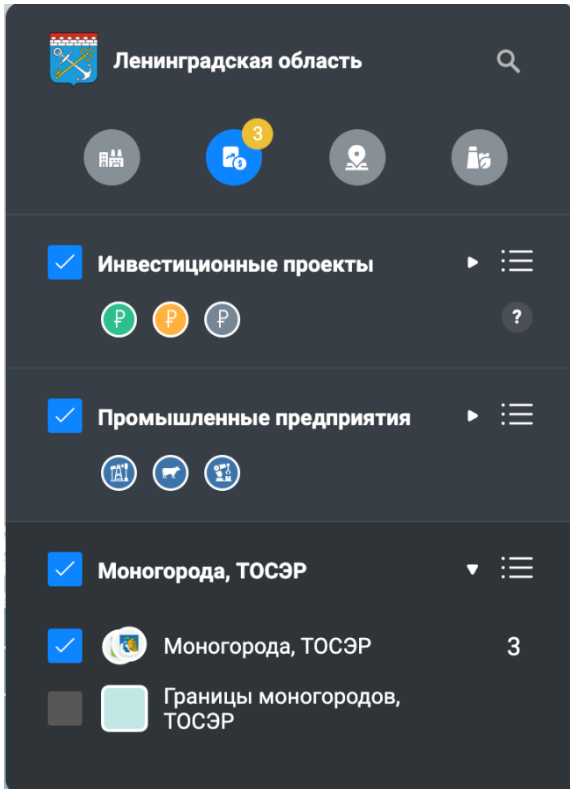 Ленинградская область
3
Инвестиционные проекты
₽ ₽ ₽
?
Промышленные предприятия
Моногорода, ТОСЭР
Моногорода, ТОСЭР 3
Границы моногородов,
ТОСЭР